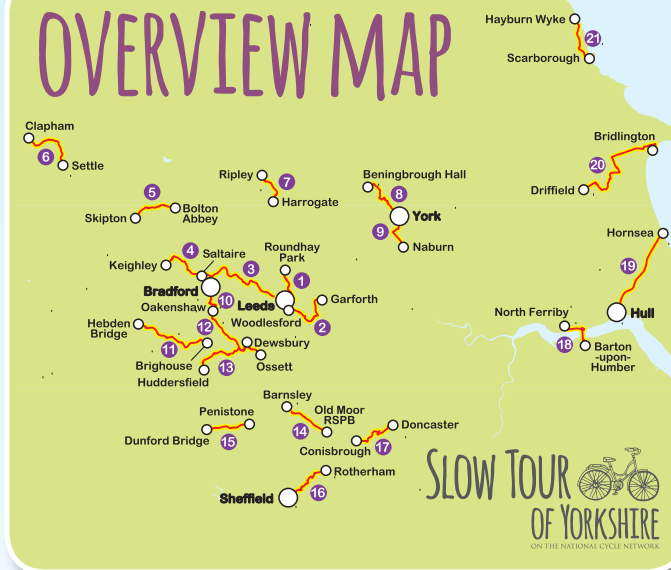 OVERVIEW MAP
Hayburn Wyke
21
Scarborough
Clapham
6
Settle
Bridlington
20
Driffield
Ripley
7
Harrogate
Beningbrough Hall
8
York
9
Naburn
5
Skipton
Bolton
Abbey
Hornsea
19
Hull
4
Saltaire
Keighley
3
Roundhay
Park
1
Bradford
10
Leeds
Garforth
Oakenshaw
Woodlesford
2
North Ferriby
18
Barton
-upon-
Humber
Hebden
Bridge
12
11
Dewsbury
Brighouse
13
Ossett
Huddersfield
Barnsley
Old Moor
RSPB
14
Penistone
Dunford Bridge
15
Doncaster
Conisbrough
17
Rotherham
Sheffield
16
SLOW TOUR
OF YORKSHIRE
ON THE NATIONAL CYCLE NETWORK